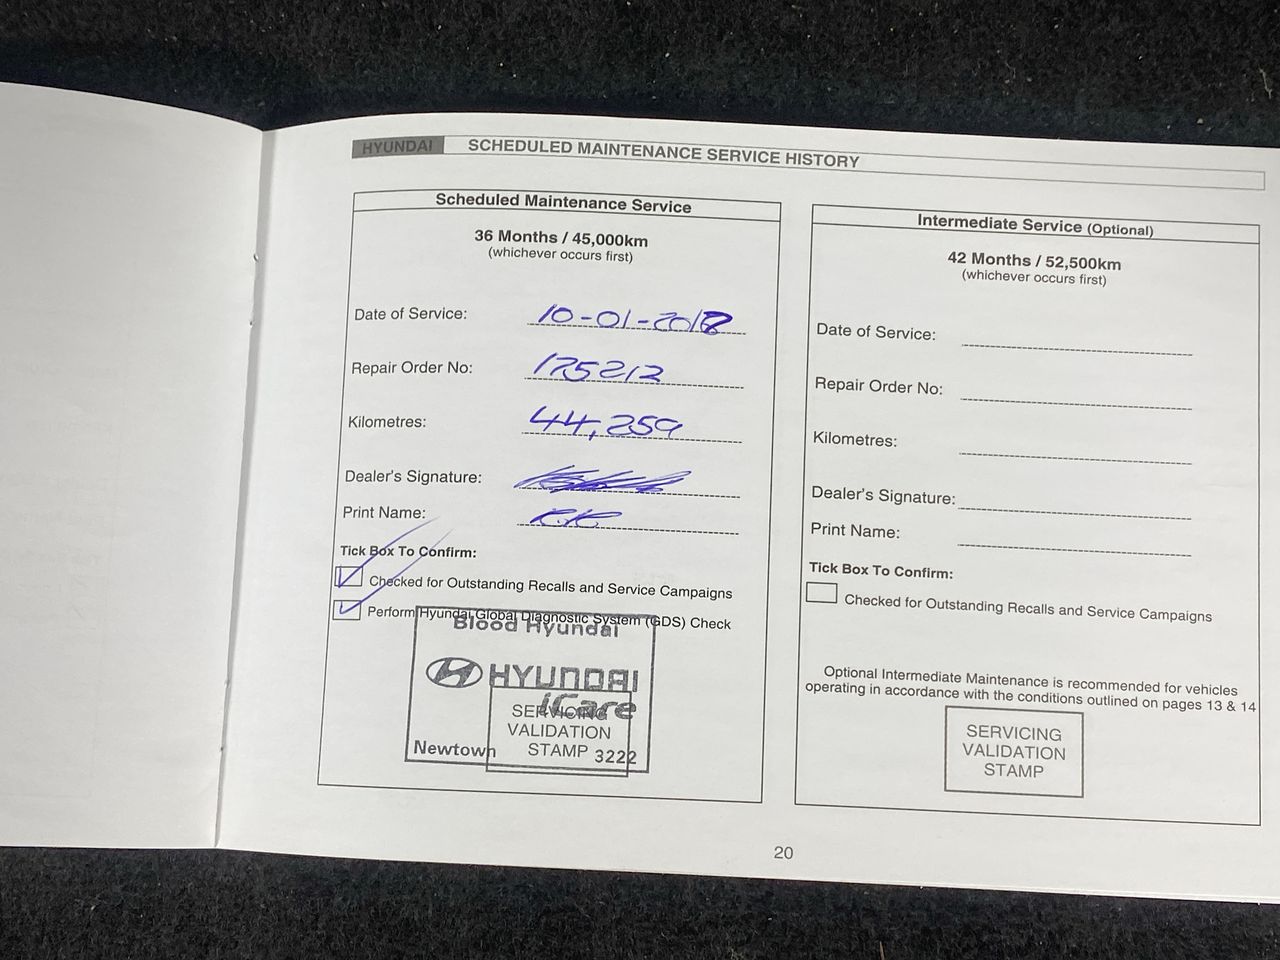 HYUNDAI SCHEDULED MAINTENANCE SERVICE HISTORY
Scheduled Maintenance Service
36 Months / 45,000km
(whichever occurs first)
Date of Service: 10-01-2018
Repair Order No: 175212
Kilometres: 44,259
Dealer's Signature:
Print Name:
Tick Box To Confirm:
Checked for Outstanding Recalls and Service Campaigns
Perform Hyundai Global Diagnostic System (GDS) Check
Blood Hyundai
HYUNDAI
iCare
SERVICING
VALIDATION
STAMP
Newtown 3222
Intermediate Service (Optional)
42 Months / 52,500km
(whichever occurs first)
Date of Service:
Repair Order No:
Kilometres:
Dealer's Signature:
Print Name:
Tick Box To Confirm:
Checked for Outstanding Recalls and Service Campaigns
Optional Intermediate Maintenance is recommended for vehicles
operating in accordance with the conditions outlined on pages 13 & 14
SERVICING
VALIDATION
STAMP
20